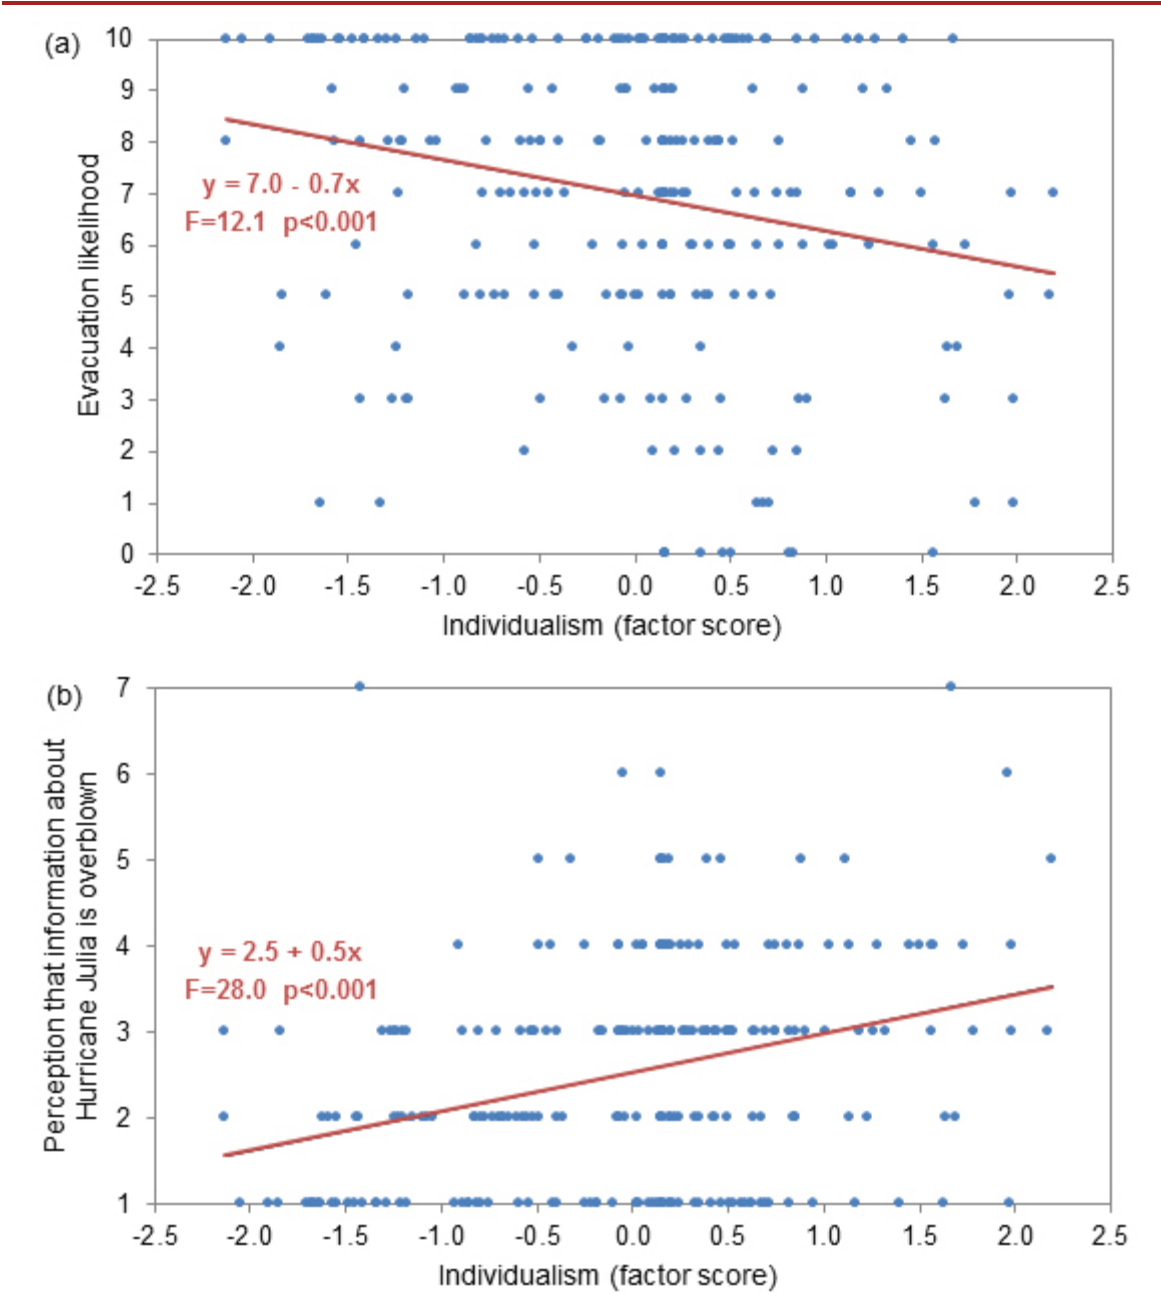 (a)
10
9
8
7
6
5
4
3
2
1
0
Evacuation likelihood
y = 7.0 - 0.7x
F=12.1 p<0.001
-2.5 -2.0 -1.5 -1.0 -0.5 0.0 0.5 1.0 1.5 2.0 2.5
Individualism (factor score)
(b)
7
6
5
4
3
2
1
Perception that information about
Hurricane Julia is overblown
y = 2.5 + 0.5x
F=28.0 p<0.001
-2.5 -2.0 -1.5 -1.0 -0.5 0.0 0.5 1.0 1.5 2.0 2.5
Individualism (factor score)